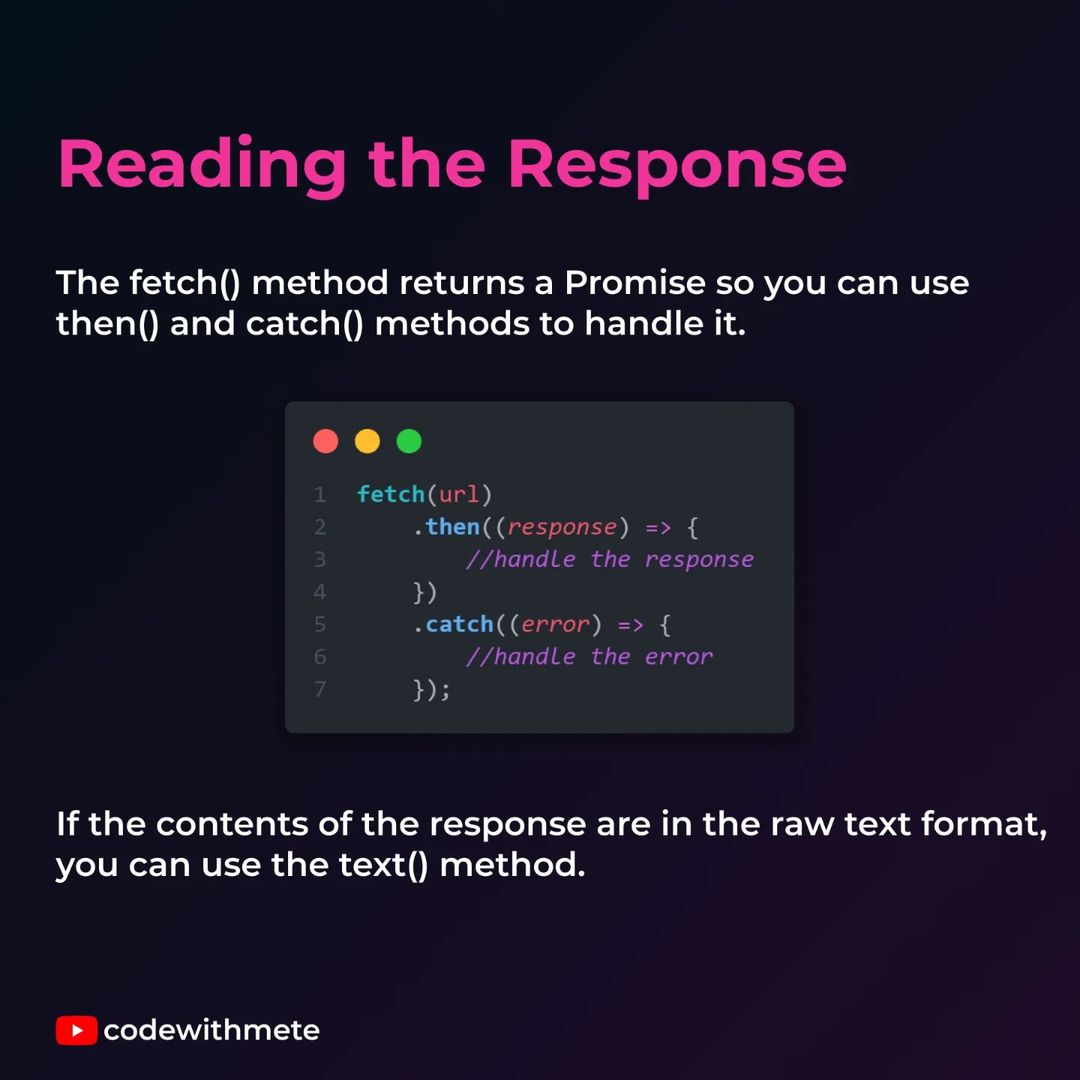 Reading the Response
The fetch() method returns a Promise so you can use
then() and catch() methods to handle it.
1 fetch(url)
2 .then((response) => {
3 //handle the response
4 })
5 .catch((error) => {
6 //handle the error
7 });
If the contents of the response are in the raw text format,
you can use the text() method.
codewithmete